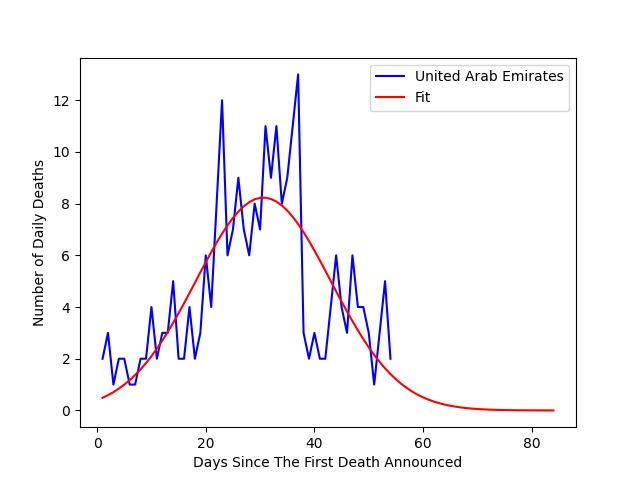 United Arab Emirates
Fit
12
10
8
6
4
2
0
Number of Daily Deaths
0 20 40 60 80
Days Since The First Death Announced